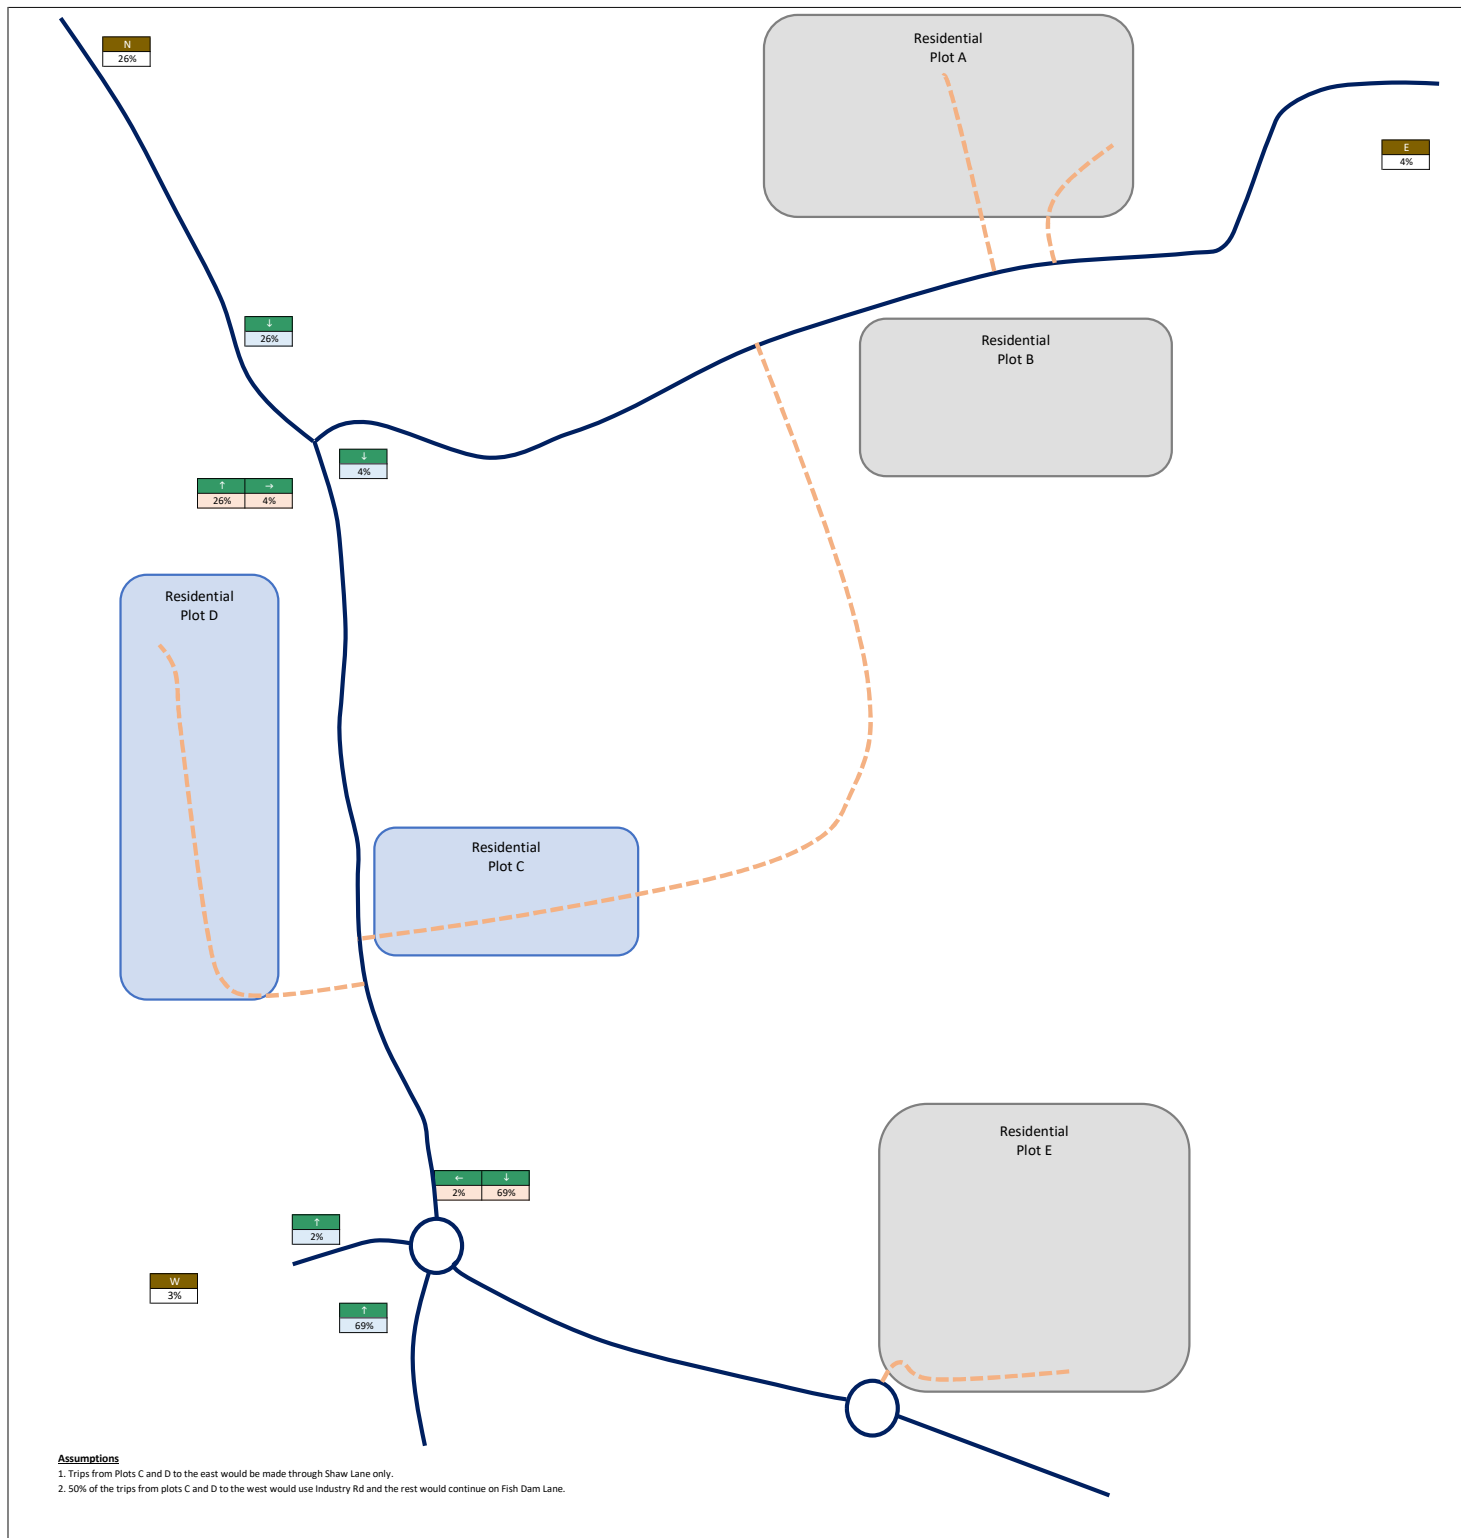 N
26%
Residential
Plot A
E
4%
↓
26%
Residential
Plot B
↓
4%
↑ →
26% 4%
Residential
Plot D
Residential
Plot C
Residential
Plot E
← ↓
2% 69%
↑
2%
W
3%
↑
69%
Assumptions
1. Trips from Plots C and D to the east would be made through Shaw Lane only.
2. 50% of the trips from plots C and D to the west would use Industry Rd and the rest would continue on Fish Dam Lane.